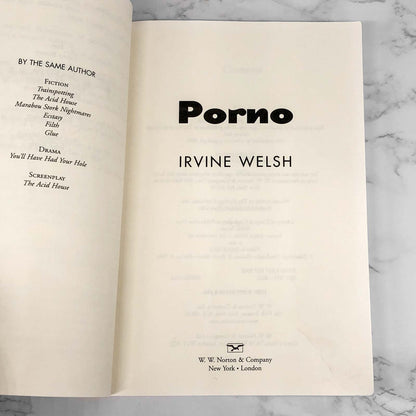 BY THE SAME AUTHOR
FICTION
Trainspotting
The Acid House
Marabou Stork Nightmares
Ecstasy
Filth
Glue
DRAMA
You'll Have Had Your Hole
SCREENPLAY
The Acid House
Porno
IRVINE WELSH
W. W. Norton & Company
New York • London